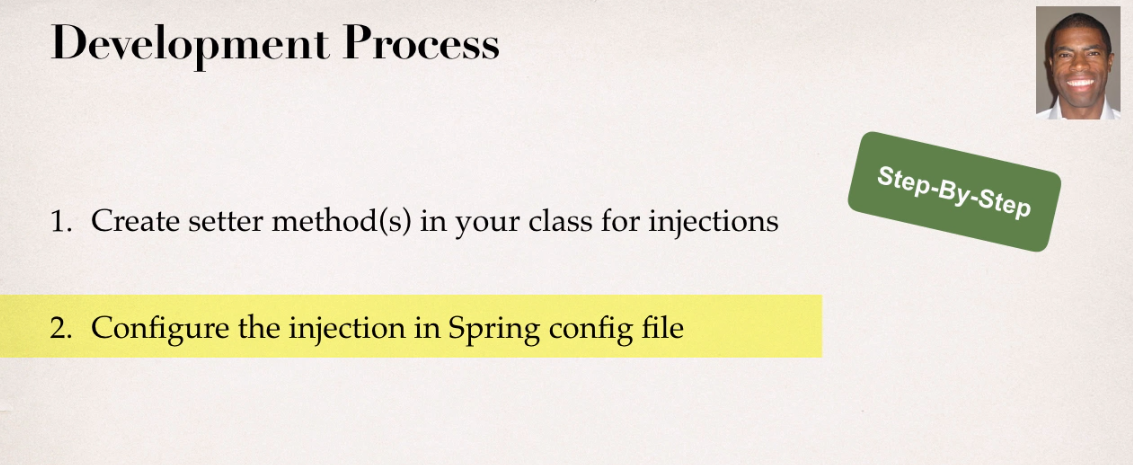 Development Process
Step-By-Step
1. Create setter method(s) in your class for injections
2. Configure the injection in Spring config file